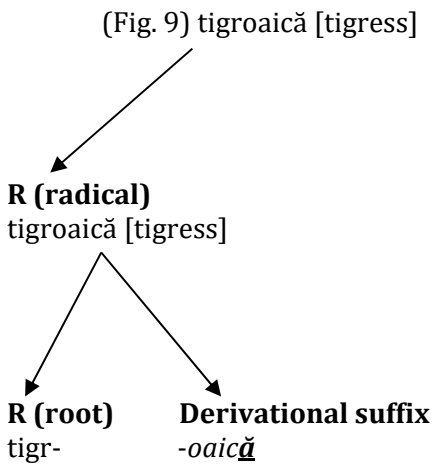 (Fig. 9) tigroaică [tigress]
R (radical)
tigroaică [tigress]
R (root) Derivational suffix
tigr- -oaică